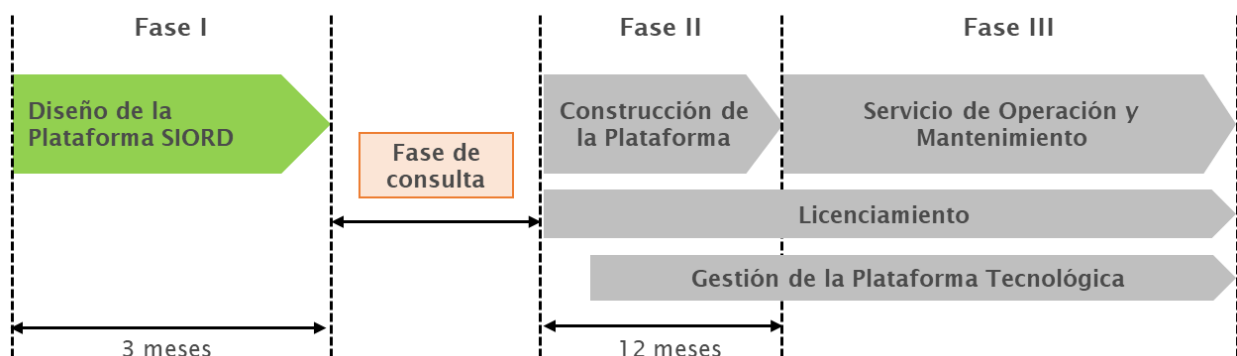 Fase I
Fase II
Fase III
Diseño de la
Plataforma SIORD
Fase de
consulta
Construcción de
la Plataforma
Servicio de Operación y
Mantenimiento
Licenciamiento
Gestión de la Plataforma Tecnológica
3 meses
12 meses